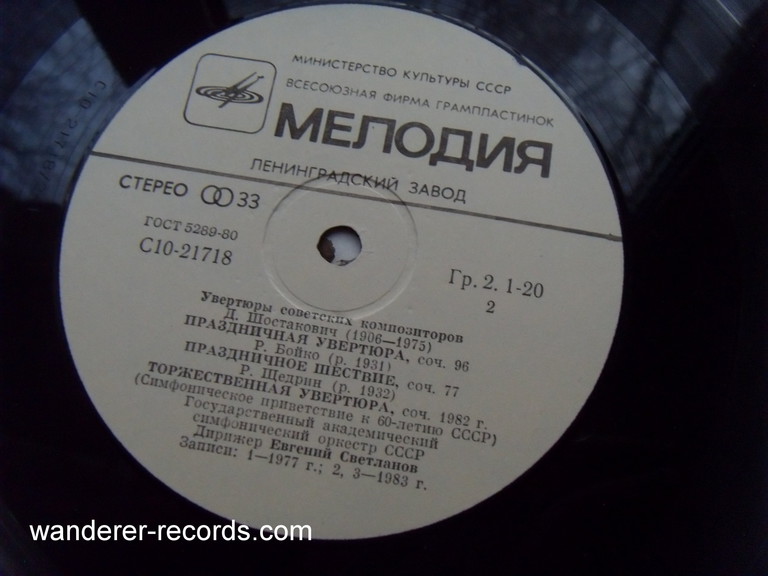 МИНИСТЕРСТВО КУЛЬТУРЫ СССР
ВСЕСОЮЗНАЯ ФИРМА ГРАМПЛАСТИНОК
МЕЛОДИЯ
ЛЕНИНГРАДСКИЙ ЗАВОД
СТЕРЕО 33
ГОСТ 5289-80
С10-21718
Гр. 2. 1-20
2
Увертюры советских композиторов
Д. Шостакович (1906—1975)
ПРАЗДНИЧНАЯ УВЕРТЮРА, соч. 96
Р. Бойко (р. 1931)
ПРАЗДНИЧНОЕ ШЕСТВИЕ, соч. 77
Р. Щедрин (р. 1932)
ТОРЖЕСТВЕННАЯ УВЕРТЮРА, соч. 1982 г.
(Симфоническое приветствие к 60-летию СССР)
Государственный академический
симфонический оркестр СССР
Дирижер Евгений Светланов
Записи: 1—1977 г.; 2, 3—1983 г.
wanderer-records.com